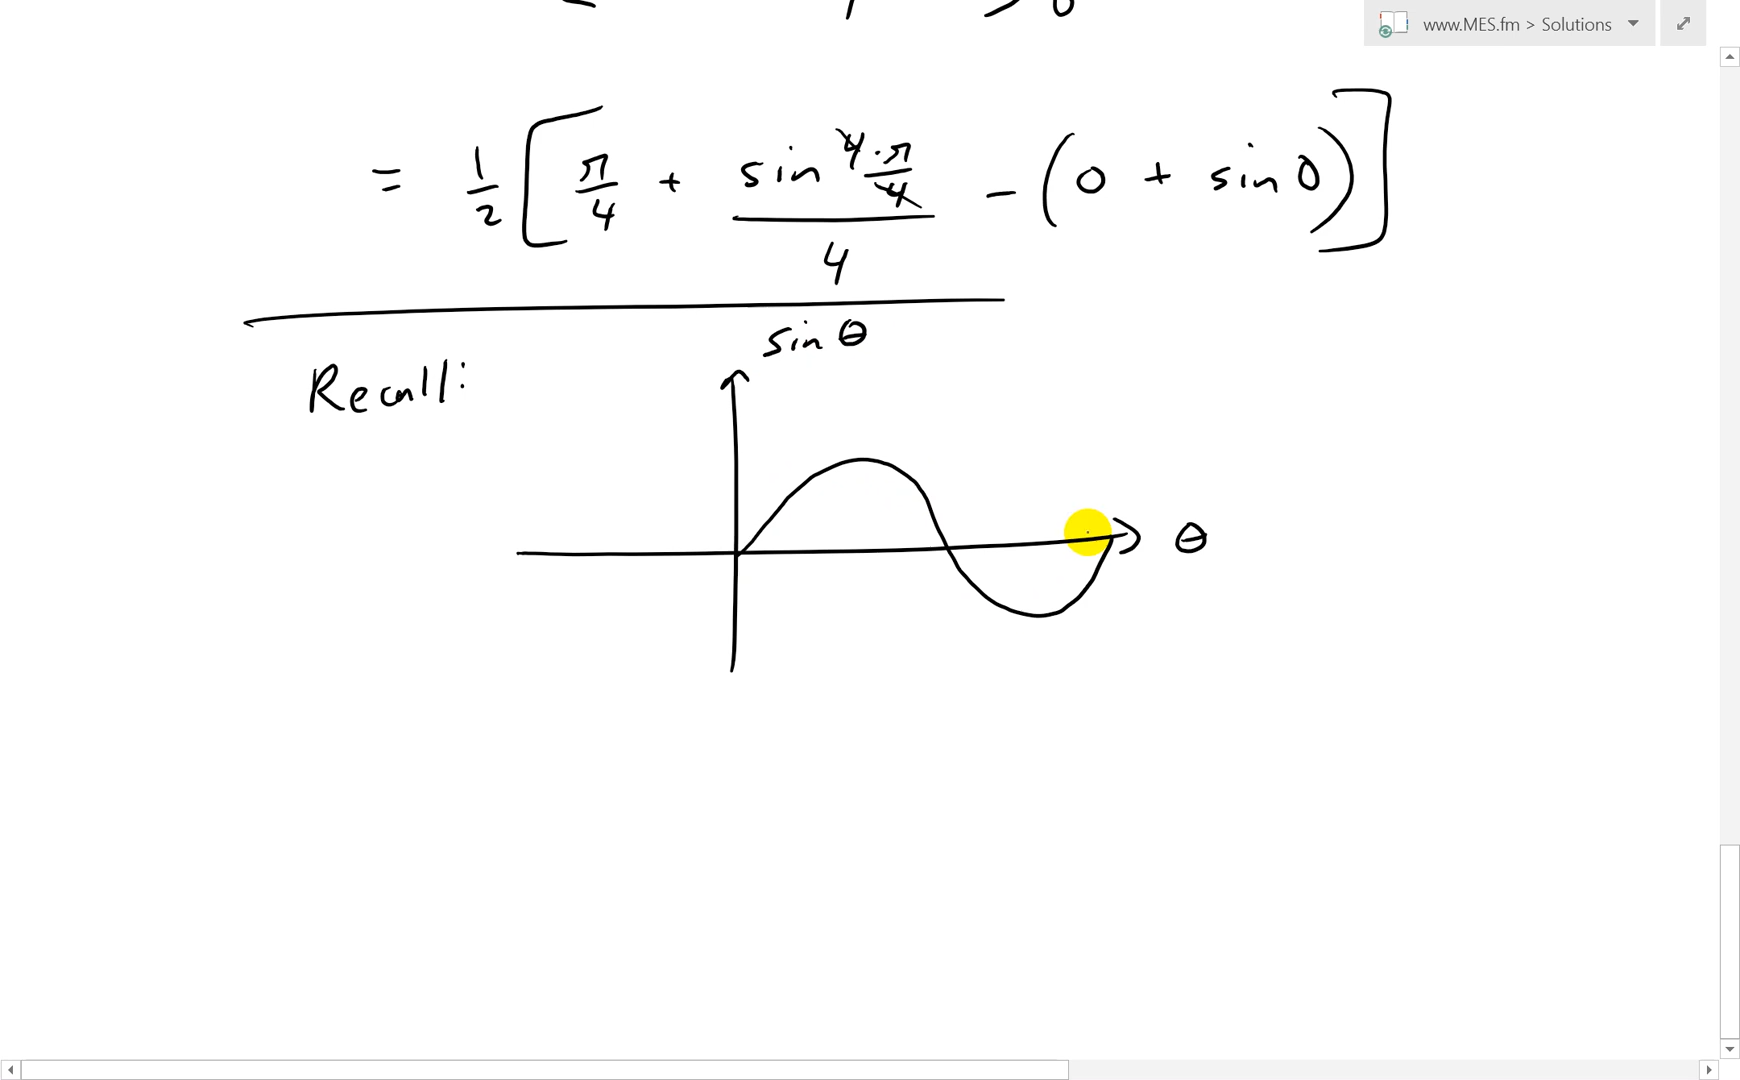 www.MES.fm > Solutions
= 1/2 [ π/4 + (sin 4·π/4)/4 - (0 + sin 0) ]
sin θ
Recall:
θ